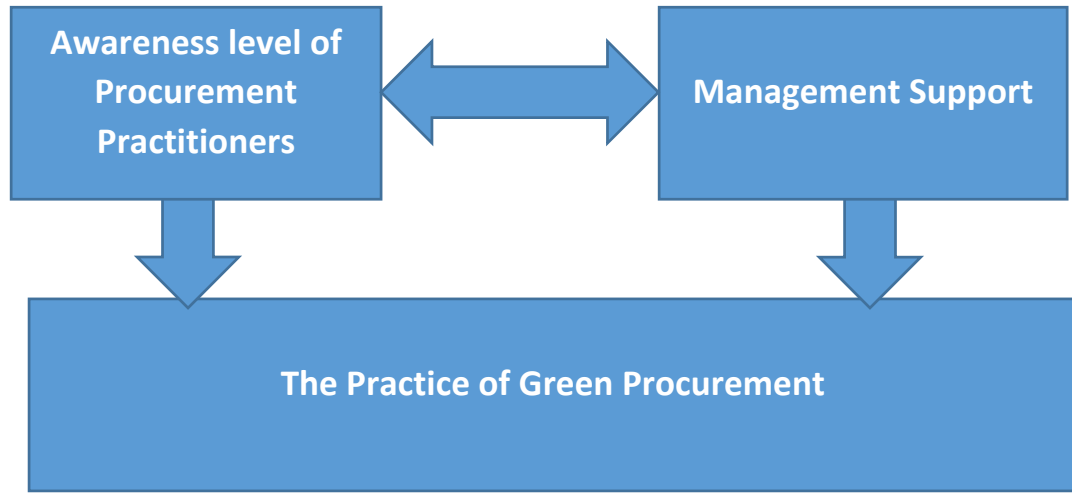 Awareness level of
Procurement
Practitioners
Management Support
The Practice of Green Procurement